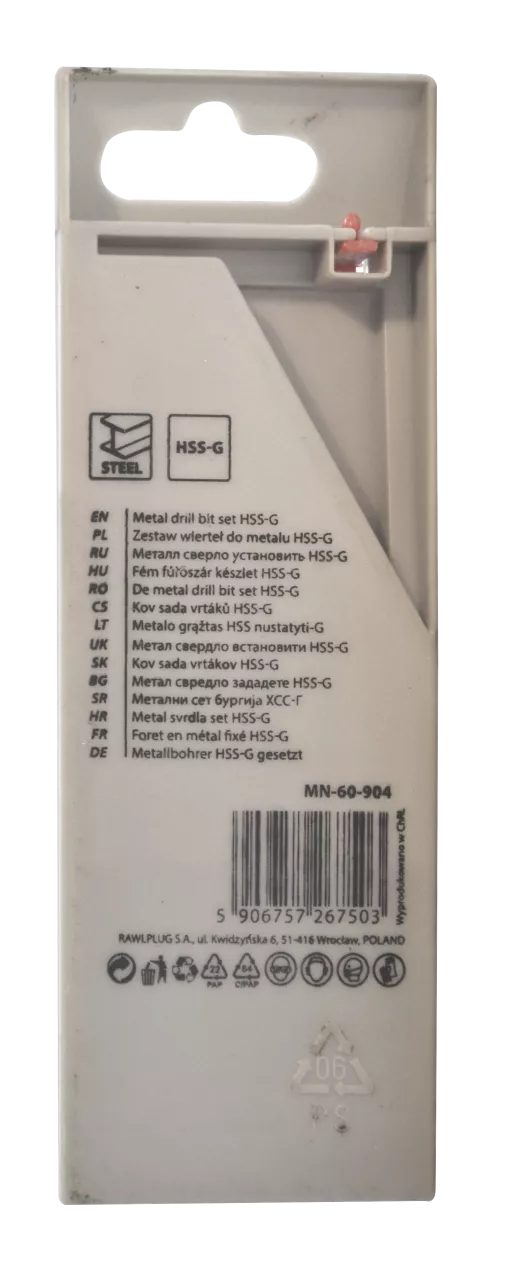 STEEL
HSS-G
EN Metal drill bit set HSS-G
PL Zestaw wierteł do metalu HSS-G
RU Металл сверло установить HSS-G
HU Fém fúrószár készlet HSS-G
RO De metal drill bit set HSS-G
CS Kov sada vrtáků HSS-G
LT Metalo grąžtas HSS nustatyti-G
UK Метал свердло встановити HSS-G
SK Kov sada vrtákov HSS-G
BG Метал свредло зададете HSS-G
SR Метални сет бургија ХСС-Г
HR Metal svrdla set HSS-G
FR Foret en métal fixé HSS-G
DE Metallbohrer HSS-G gesetzt
MN-60-904
Wyprodukowano w ChRL
5 906757 267503
RAWLPLUG S.A., ul. Kwidzyńska 6, 51-416 Wrocław, POLAND
22 84
PAP C/PAP
06
PS